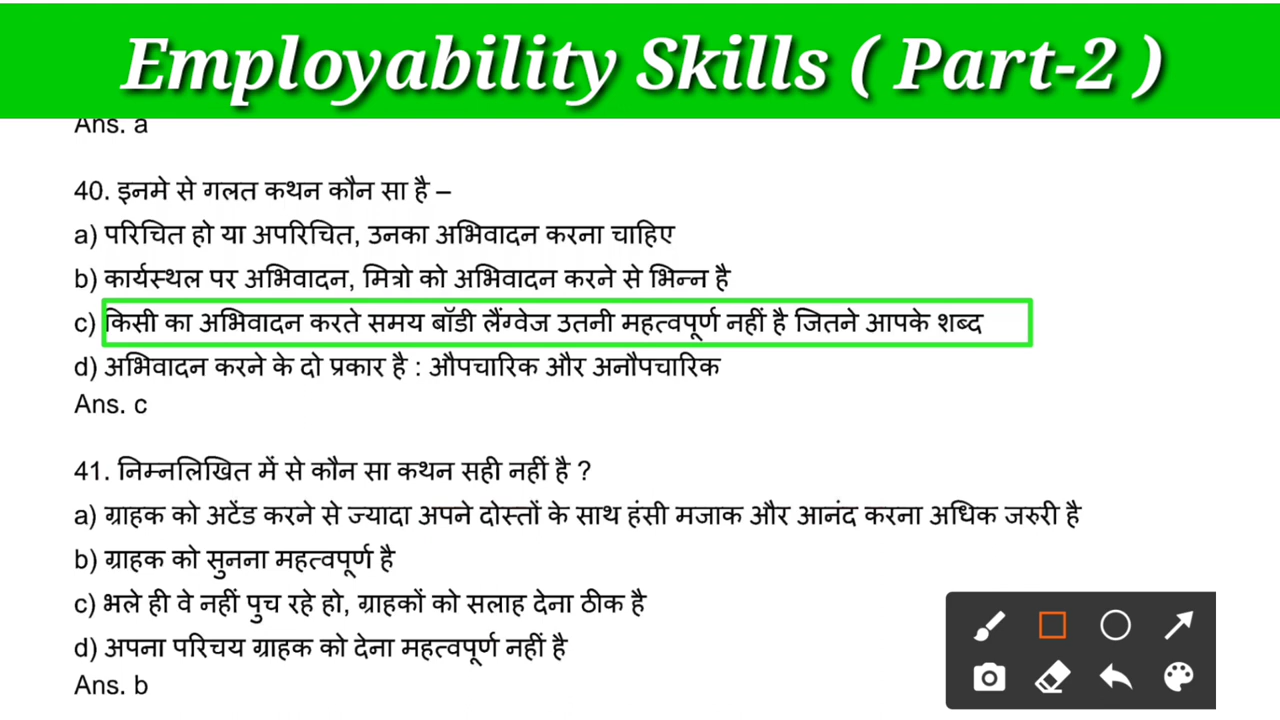 Employability Skills ( Part-2 )
Ans. a
40. इनमे से गलत कथन कौन सा है –
a) परिचित हो या अपरिचित, उनका अभिवादन करना चाहिए
b) कार्यस्थल पर अभिवादन, मित्रो को अभिवादन करने से भिन्न है
c) किसी का अभिवादन करते समय बॉडी लैंग्वेज उतनी महत्वपूर्ण नहीं है जितने आपके शब्द
d) अभिवादन करने के दो प्रकार है : औपचारिक और अनौपचारिक
Ans. c
41. निम्नलिखित में से कौन सा कथन सही नहीं है ?
a) ग्राहक को अटेंड करने से ज्यादा अपने दोस्तों के साथ हंसी मजाक और आनंद करना अधिक जरुरी है
b) ग्राहक को सुनना महत्वपूर्ण है
c) भले ही वे नहीं पुच रहे हो, ग्राहकों को सलाह देना ठीक है
d) अपना परिचय ग्राहक को देना महत्वपूर्ण नहीं है
Ans. b